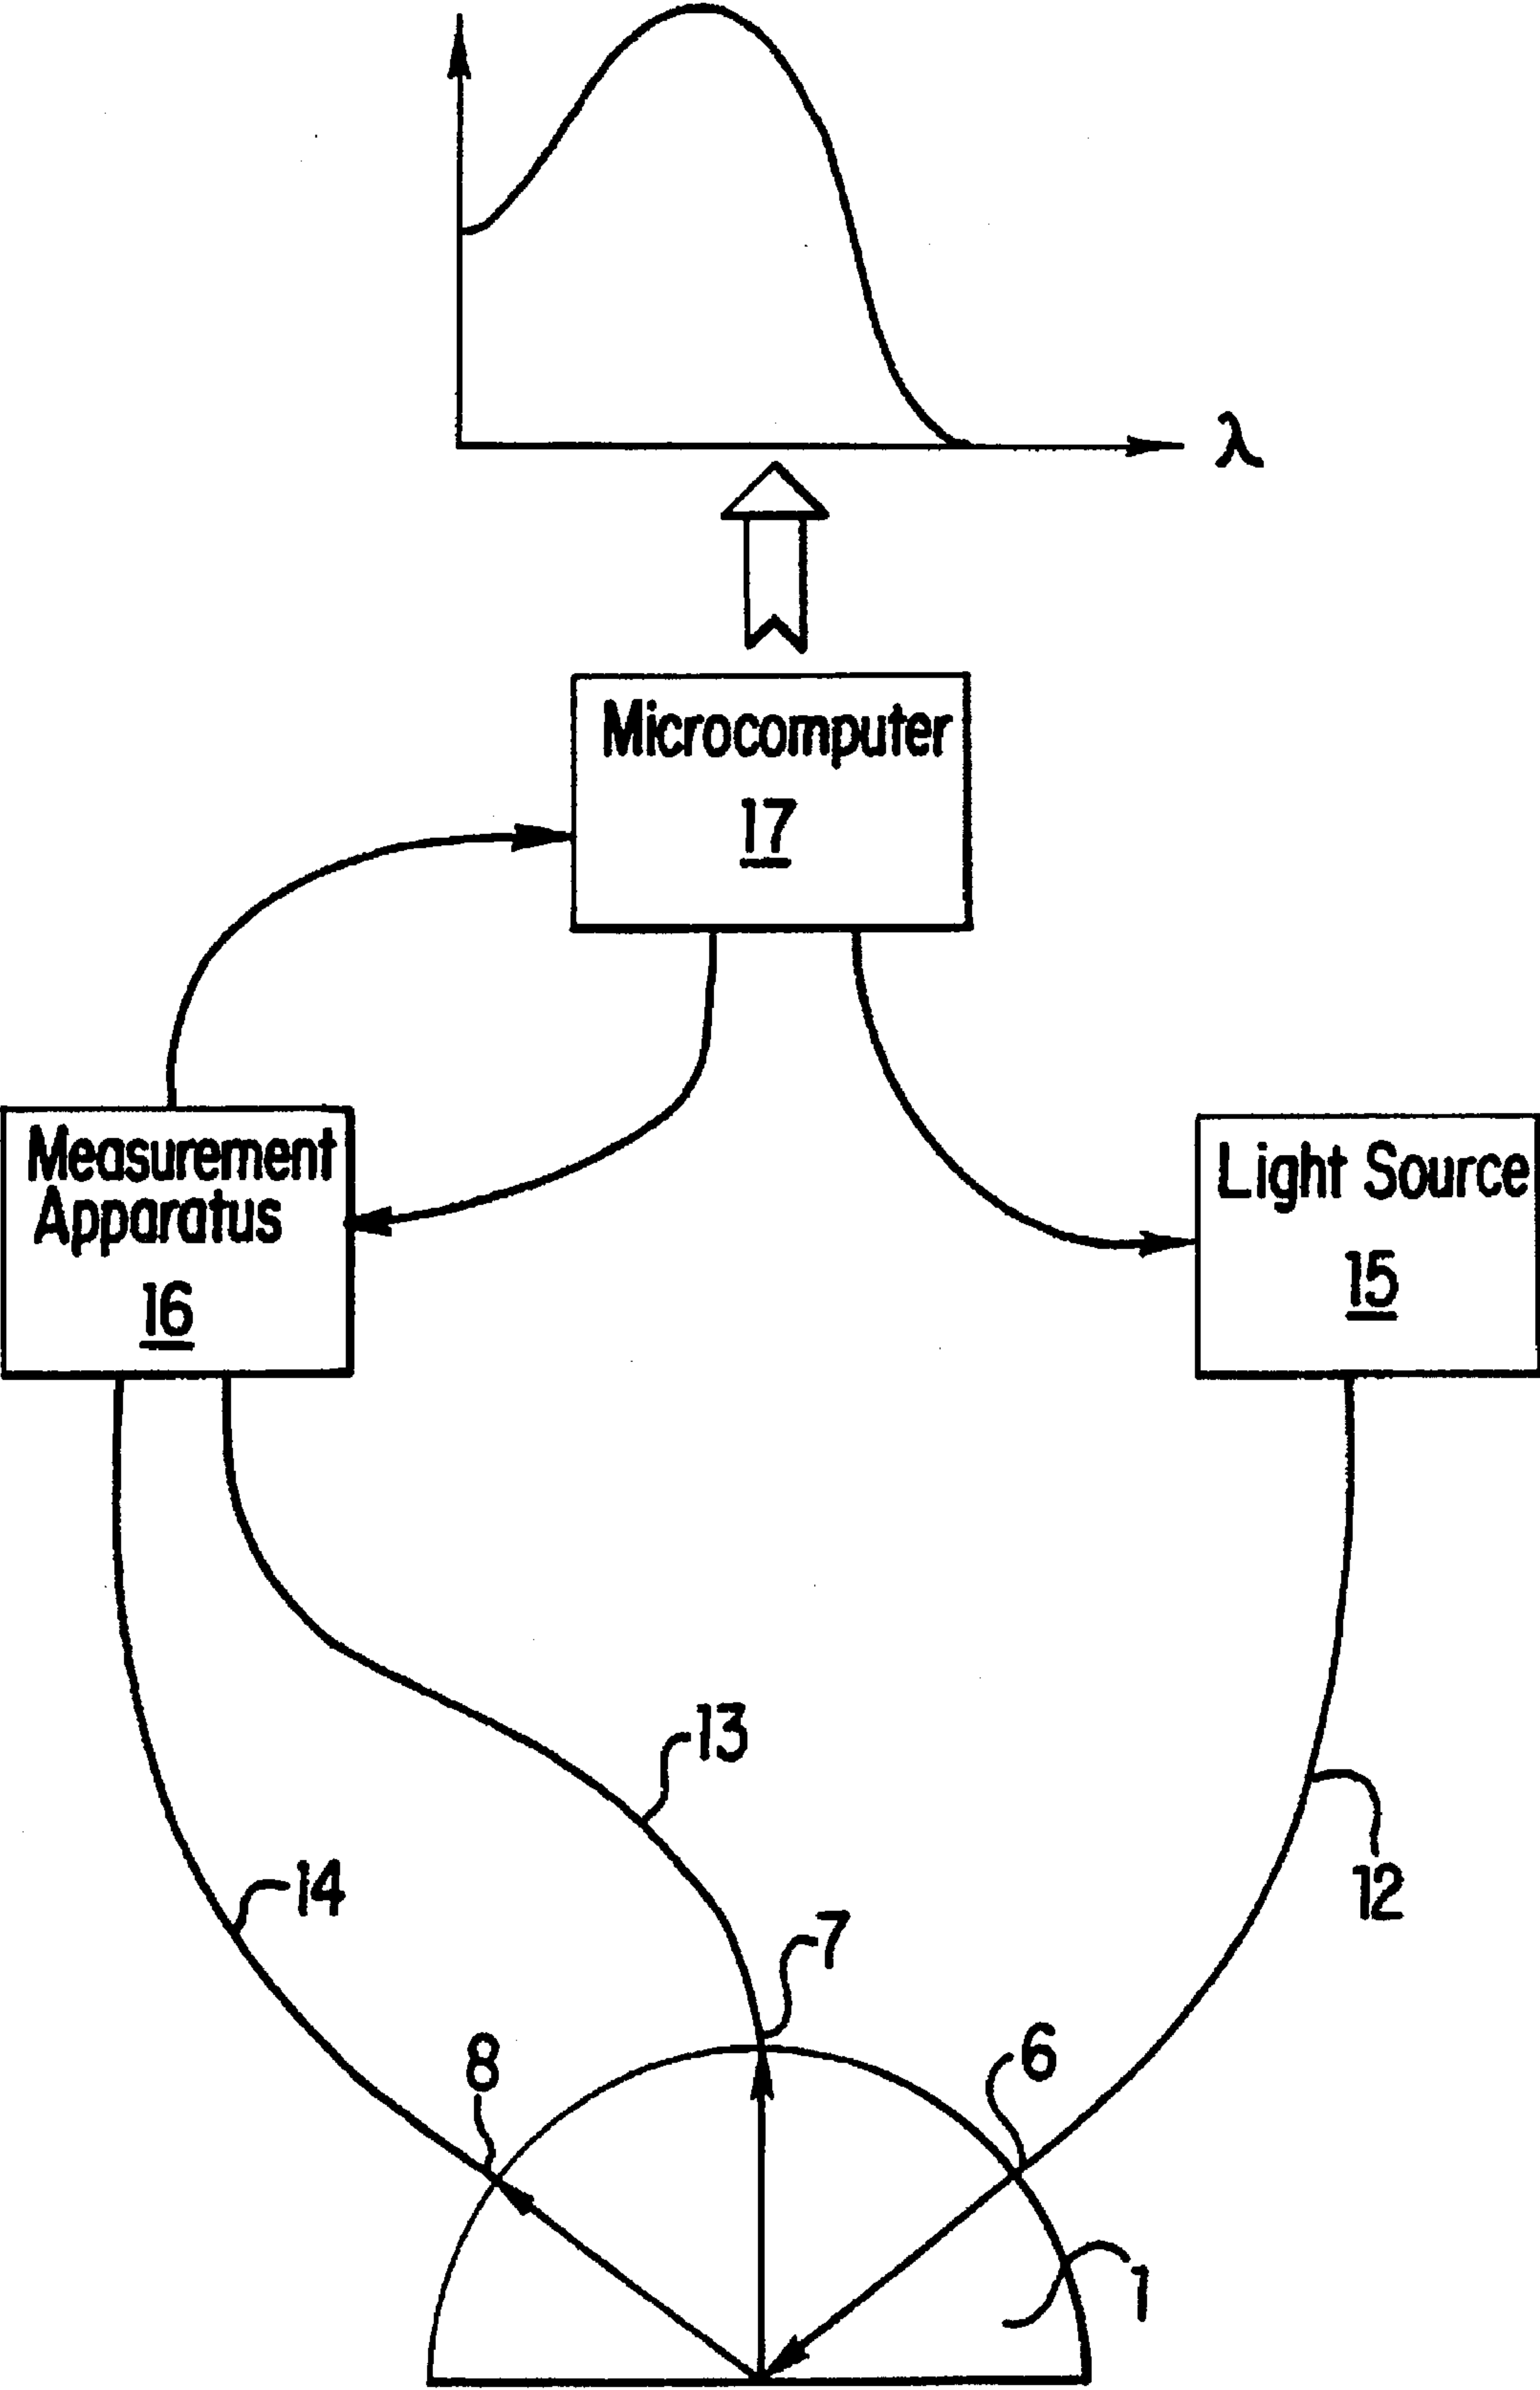 λ
Microcomputer
17
Measurement
Apparatus
16
Light Source
15
13
14
12
7
8
6
1